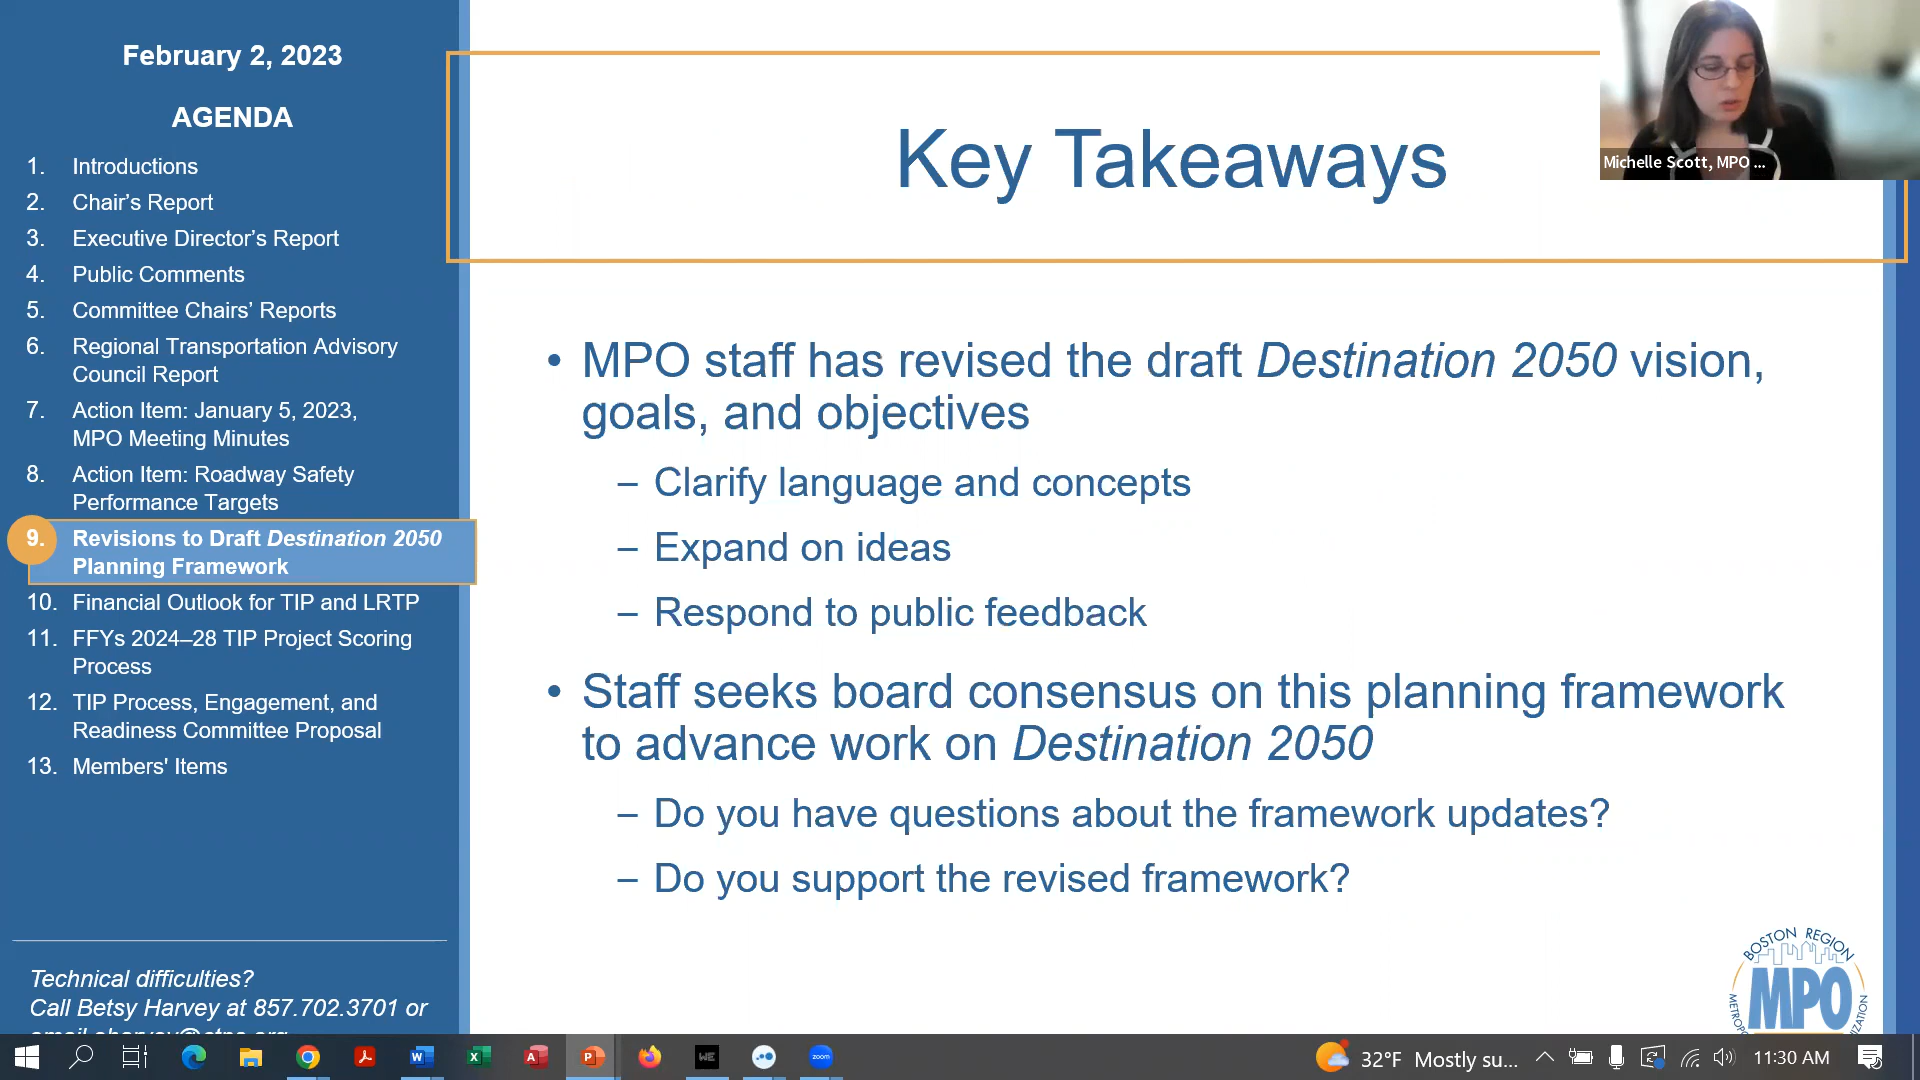 February 2, 2023
AGENDA
1. Introductions
2. Chair’s Report
3. Executive Director’s Report
4. Public Comments
5. Committee Chairs’ Reports
6. Regional Transportation Advisory
Council Report
7. Action Item: January 5, 2023,
MPO Meeting Minutes
8. Action Item: Roadway Safety
Performance Targets
9. Revisions to Draft Destination 2050
Planning Framework
10. Financial Outlook for TIP and LRTP
11. FFYs 2024–28 TIP Project Scoring
Process
12. TIP Process, Engagement, and
Readiness Committee Proposal
13. Members' Items
Technical difficulties?
Call Betsy Harvey at 857.702.3701 or
Key Takeaways
Michelle Scott, MPO ...
• MPO staff has revised the draft Destination 2050 vision,
goals, and objectives
– Clarify language and concepts
– Expand on ideas
– Respond to public feedback
• Staff seeks board consensus on this planning framework
to advance work on Destination 2050
– Do you have questions about the framework updates?
– Do you support the revised framework?
BOSTON REGION
MPO
32°F Mostly su...
11:30 AM
WE
zoom